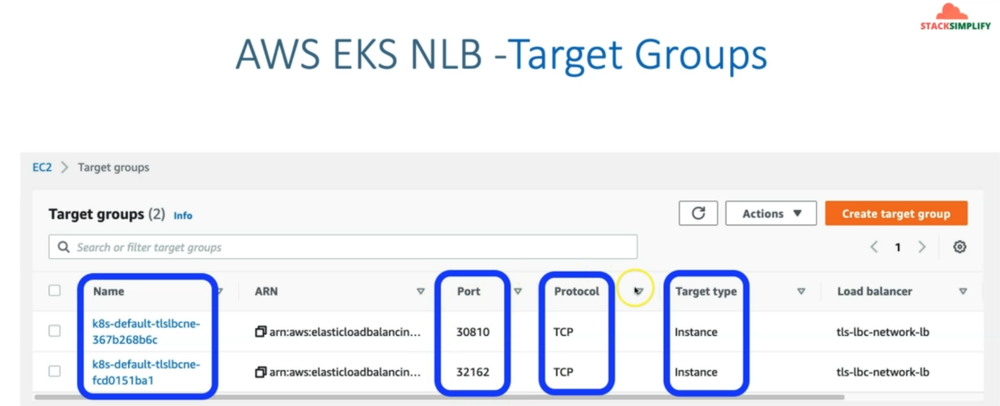 STACKSIMPLIFY
AWS EKS NLB -Target Groups
EC2 > Target groups
Target groups (2) Info
Actions
Create target group
Search or filter target groups
1
Name ARN Port Protocol Target type Load balancer
k8s-default-tlslbcne-
367b268b6c
arn:aws:elasticloadbalancin... 30810 TCP Instance tls-lbc-network-lb
k8s-default-tlslbcne-
fcd0151ba1
arn:aws:elasticloadbalancin... 32162 TCP Instance tls-lbc-network-lb